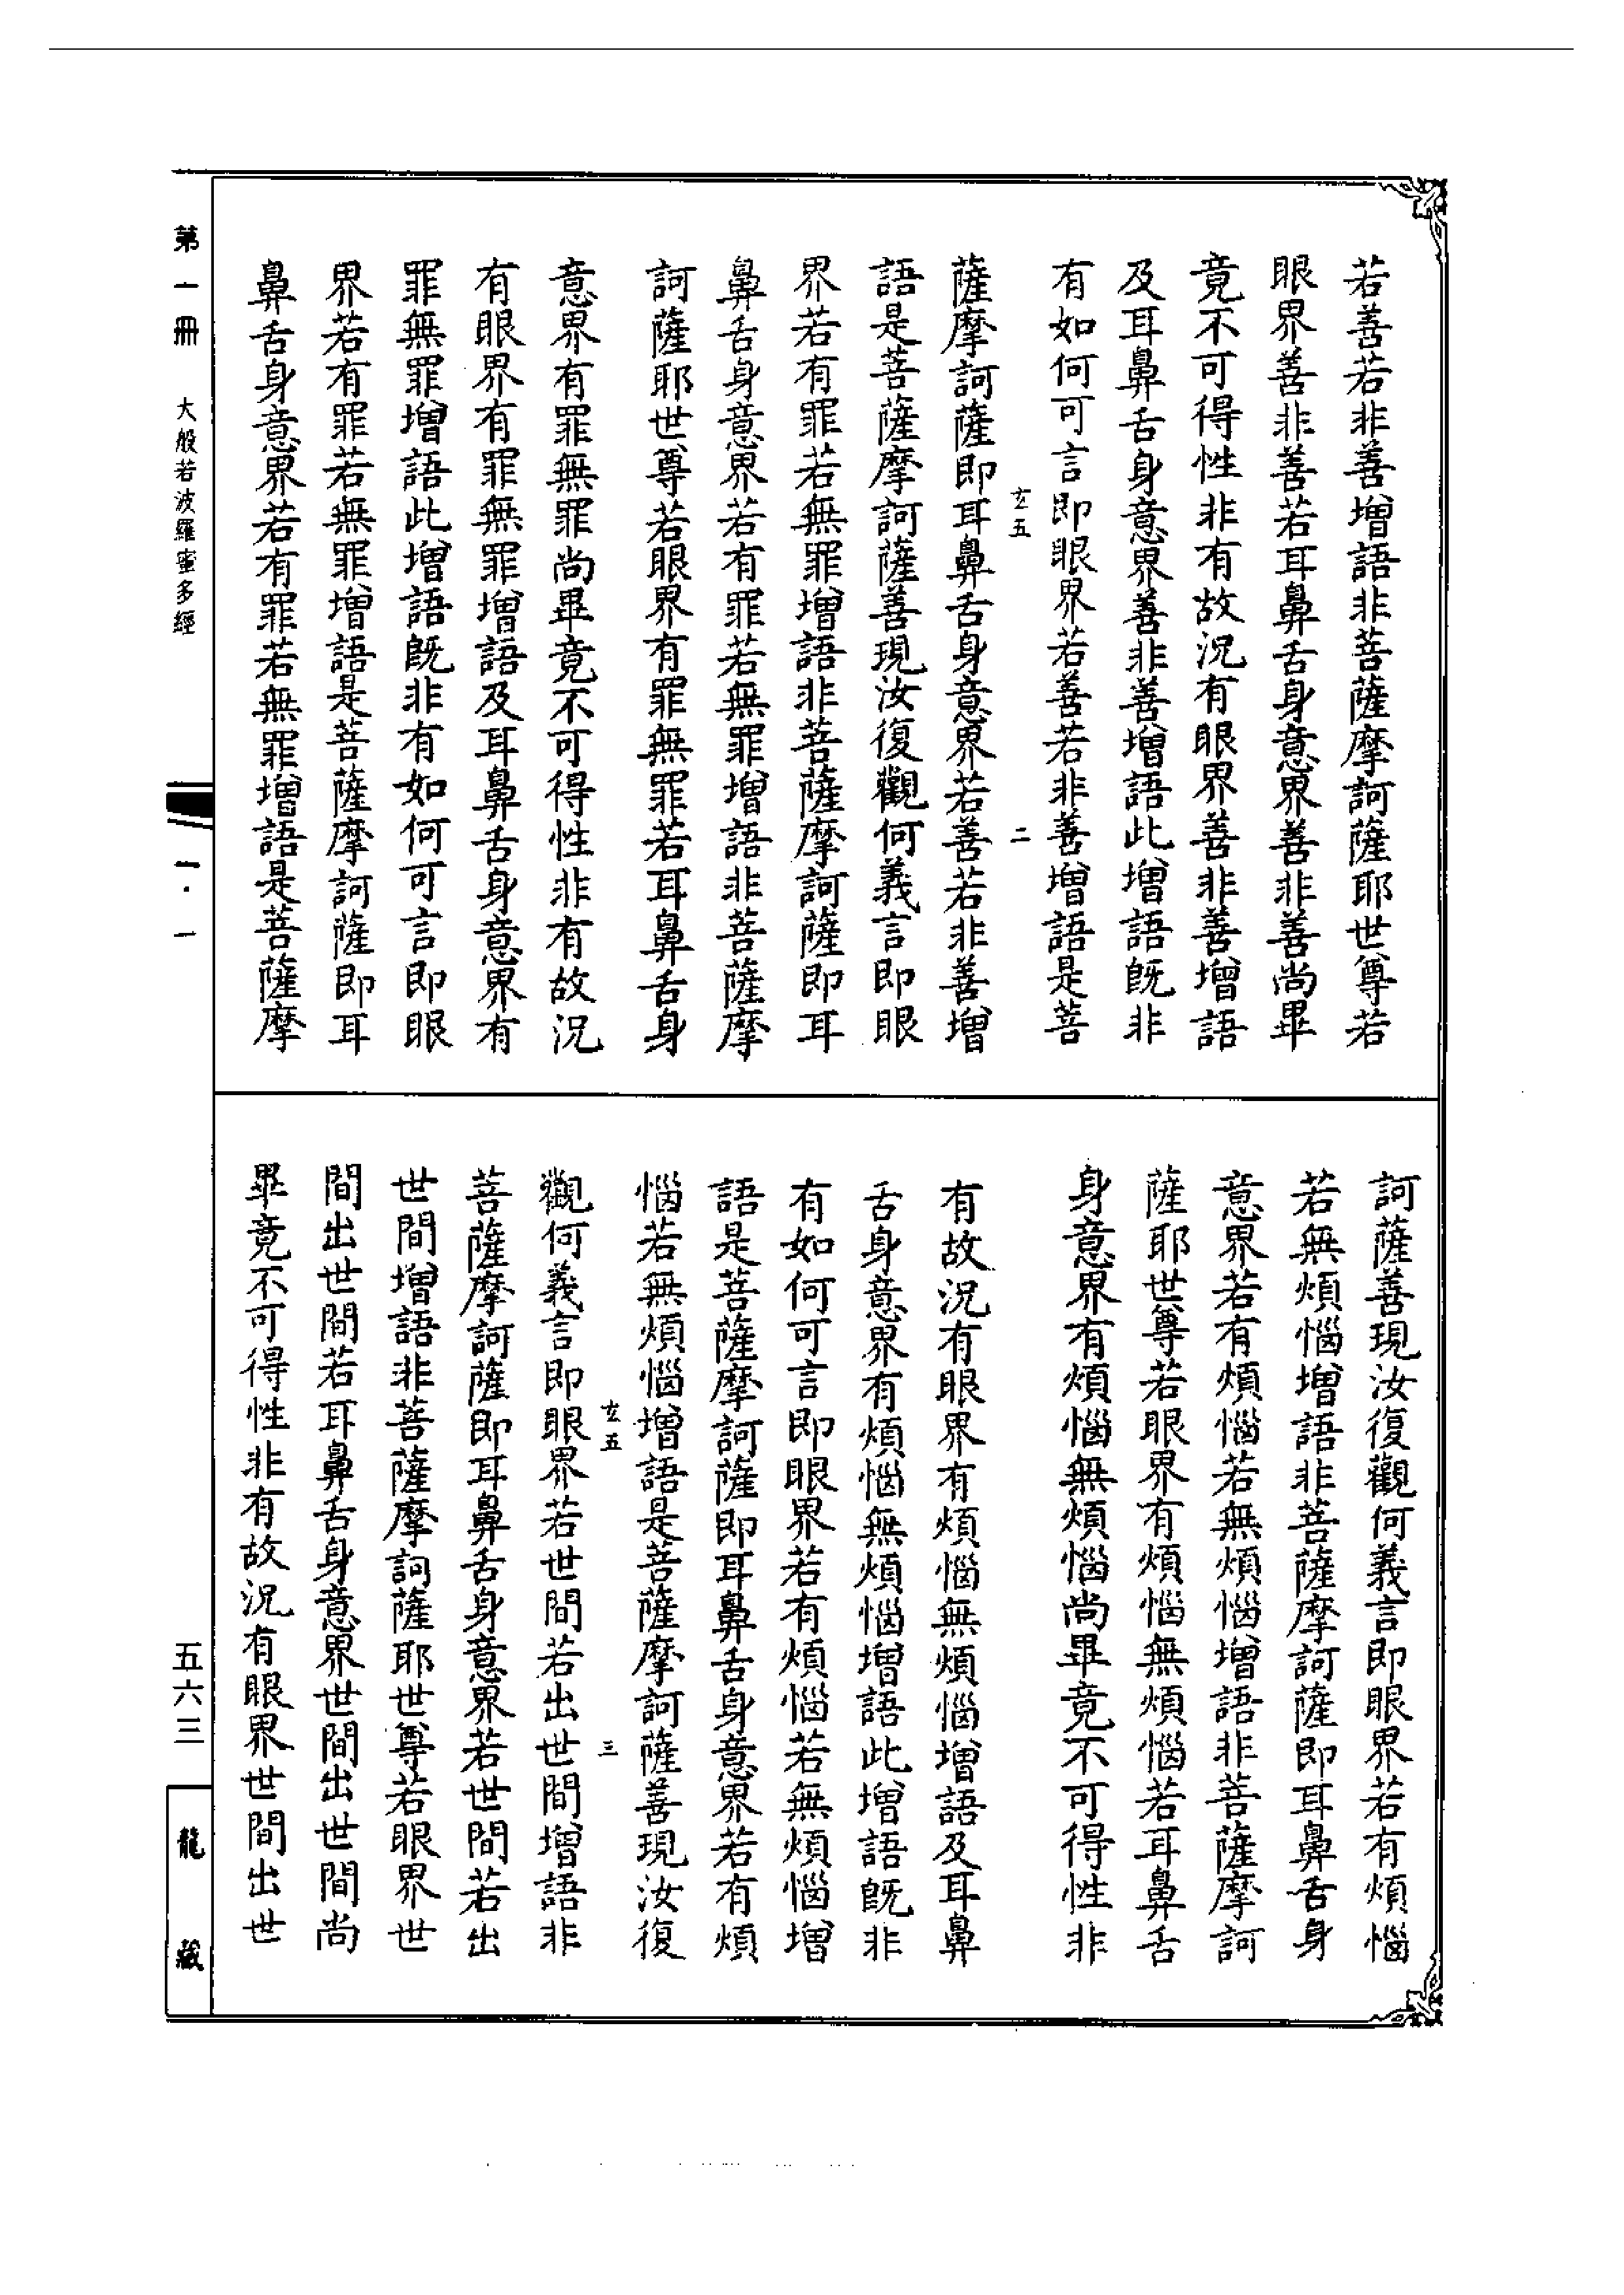 若善若非善增語非菩薩摩訶薩耶世尊若
眼界善非善若耳鼻舌身意界善非善尚畢
竟不可得性非有故況有眼界善非善增語
及耳鼻舌身意界善非善增語此增語既非
有如何可言即眼界若善若非善增語是菩
玄五 二
薩摩訶薩即耳鼻舌身意界若善若非善增
語是菩薩摩訶薩善現汝復觀何義言即眼
界若有罪若無罪增語非菩薩摩訶薩即耳
鼻舌身意界若有罪若無罪增語非菩薩摩
訶薩耶世尊若眼界有罪無罪若耳鼻舌身
意界有罪無罪尚畢竟不可得性非有故況
有眼界有罪無罪增語及耳鼻舌身意界有
罪無罪增語此增語既非有如何可言即眼
界若有罪若無罪增語是菩薩摩訶薩即耳
鼻舌身意界若有罪若無罪增語是菩薩摩
訶薩善現汝復觀何義言即眼界若有煩惱
若無煩惱增語非菩薩摩訶薩即耳鼻舌身
意界若有煩惱若無煩惱增語非菩薩摩訶
薩耶世尊若眼界有煩惱無煩惱若耳鼻舌
身意界有煩惱無煩惱尚畢竟不可得性非
有故況有眼界有煩惱無煩惱增語及耳鼻
舌身意界有煩惱無煩惱增語此增語既非
有如何可言即眼界若有煩惱若無煩惱增
語是菩薩摩訶薩即耳鼻舌身意界若有煩
惱若無煩惱增語是菩薩摩訶薩善現汝復
玄五 三
觀何義言即眼界若世間若出世間增語非
菩薩摩訶薩即耳鼻舌身意界若世間若出
世間增語非菩薩摩訶薩耶世尊若眼界世
間出世間若耳鼻舌身意界世間出世間尚
畢竟不可得性非有故況有眼界世間出世
第一冊 大般若波羅蜜多經 一·一 五六三 龍藏